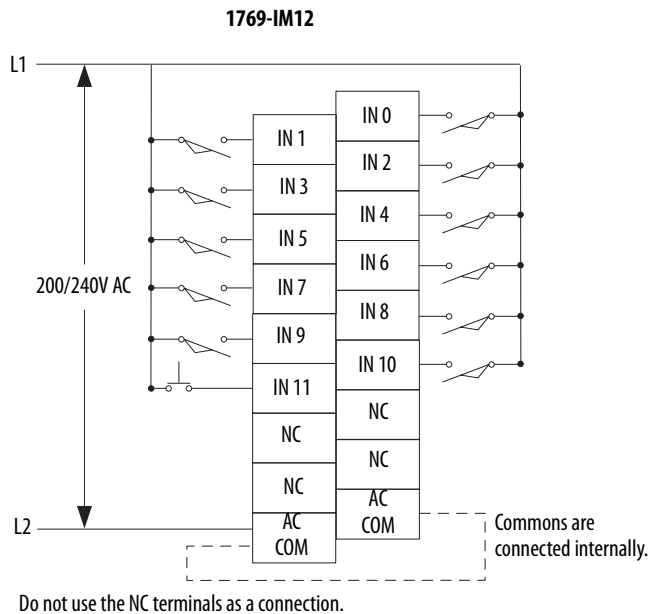 1769-IM12
L1
IN 0
IN 1
IN 2
IN 3
IN 4
IN 5
IN 6
200/240V AC
IN 7
IN 8
IN 9
IN 10
IN 11
NC
NC
NC
NC
AC
COM
L2
AC
COM
Commons are
connected internally.
Do not use the NC terminals as a connection.